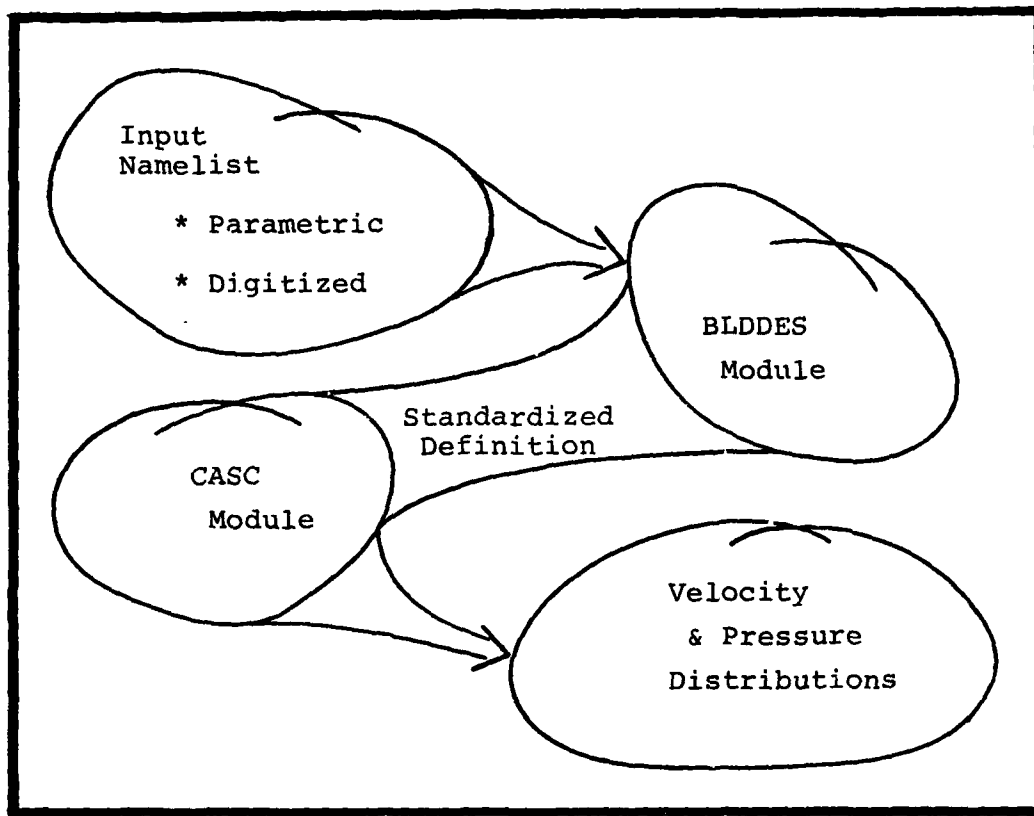 Input
Namelist
* Parametric
* Digitized
BLDDES
Module
Standardized
Definition
CASC
Module
Velocity
& Pressure
Distributions